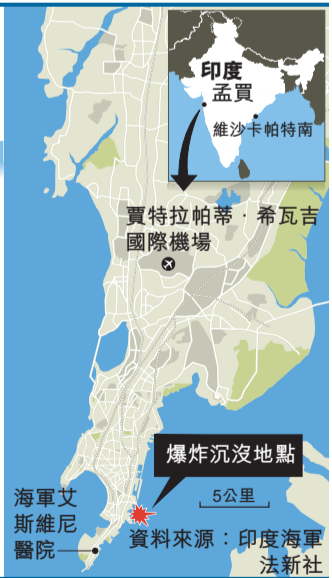 印度
孟買
維沙卡帕特南
賈特拉帕蒂·希瓦吉
國際機場
爆炸沉沒地點
海軍艾
斯維尼
醫院
5公里
資料來源：印度海軍
法新社